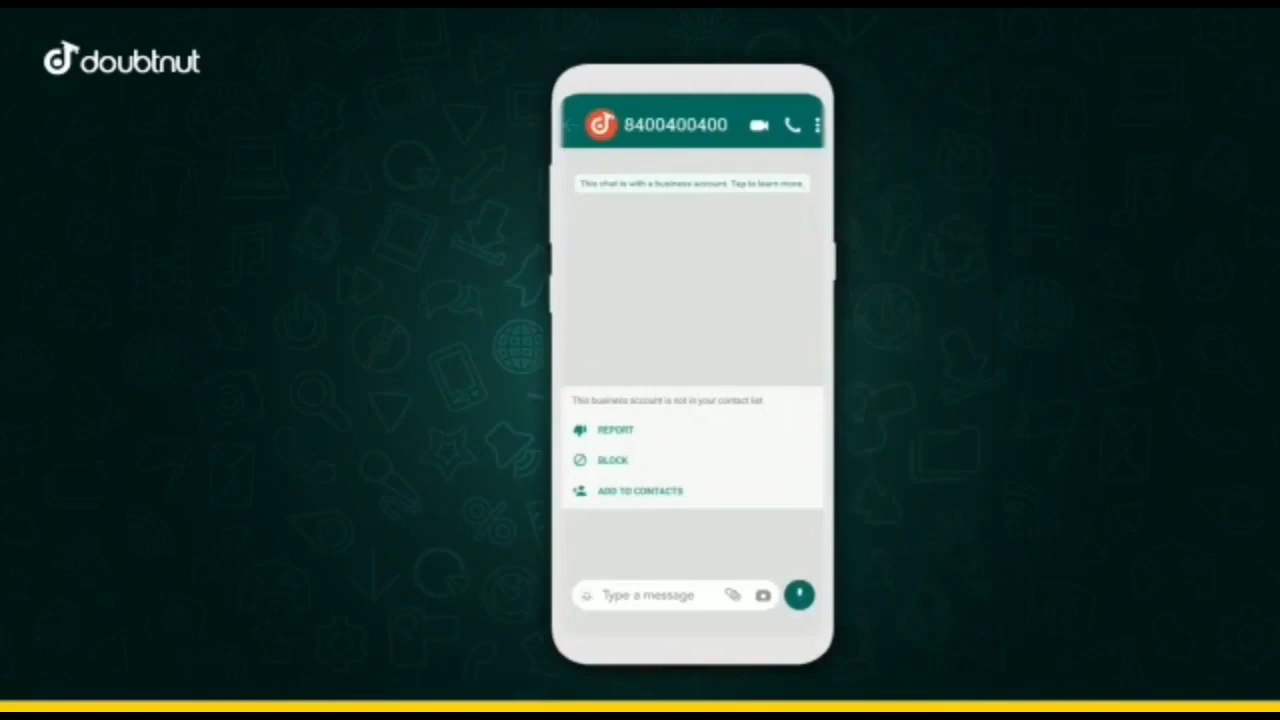 doubtnut
8400400400
This chat is with a business account. Tap to learn more.
This business account is not in your contact list
REPORT
BLOCK
ADD TO CONTACTS
Type a message